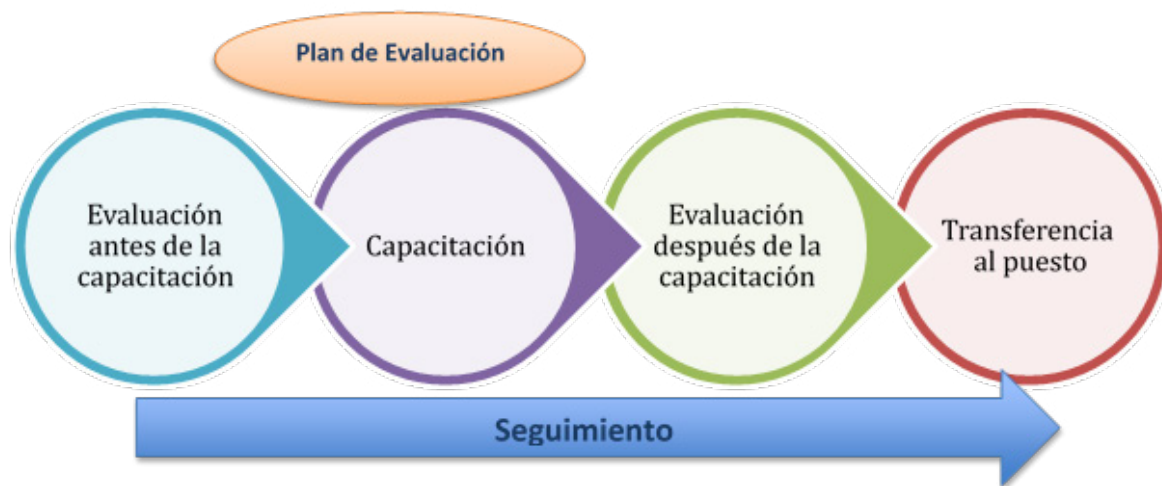 Plan de Evaluación
Evaluación
antes de la
capacitación
Capacitación
Evaluación
después de la
capacitación
Transferencia
al puesto
Seguimiento